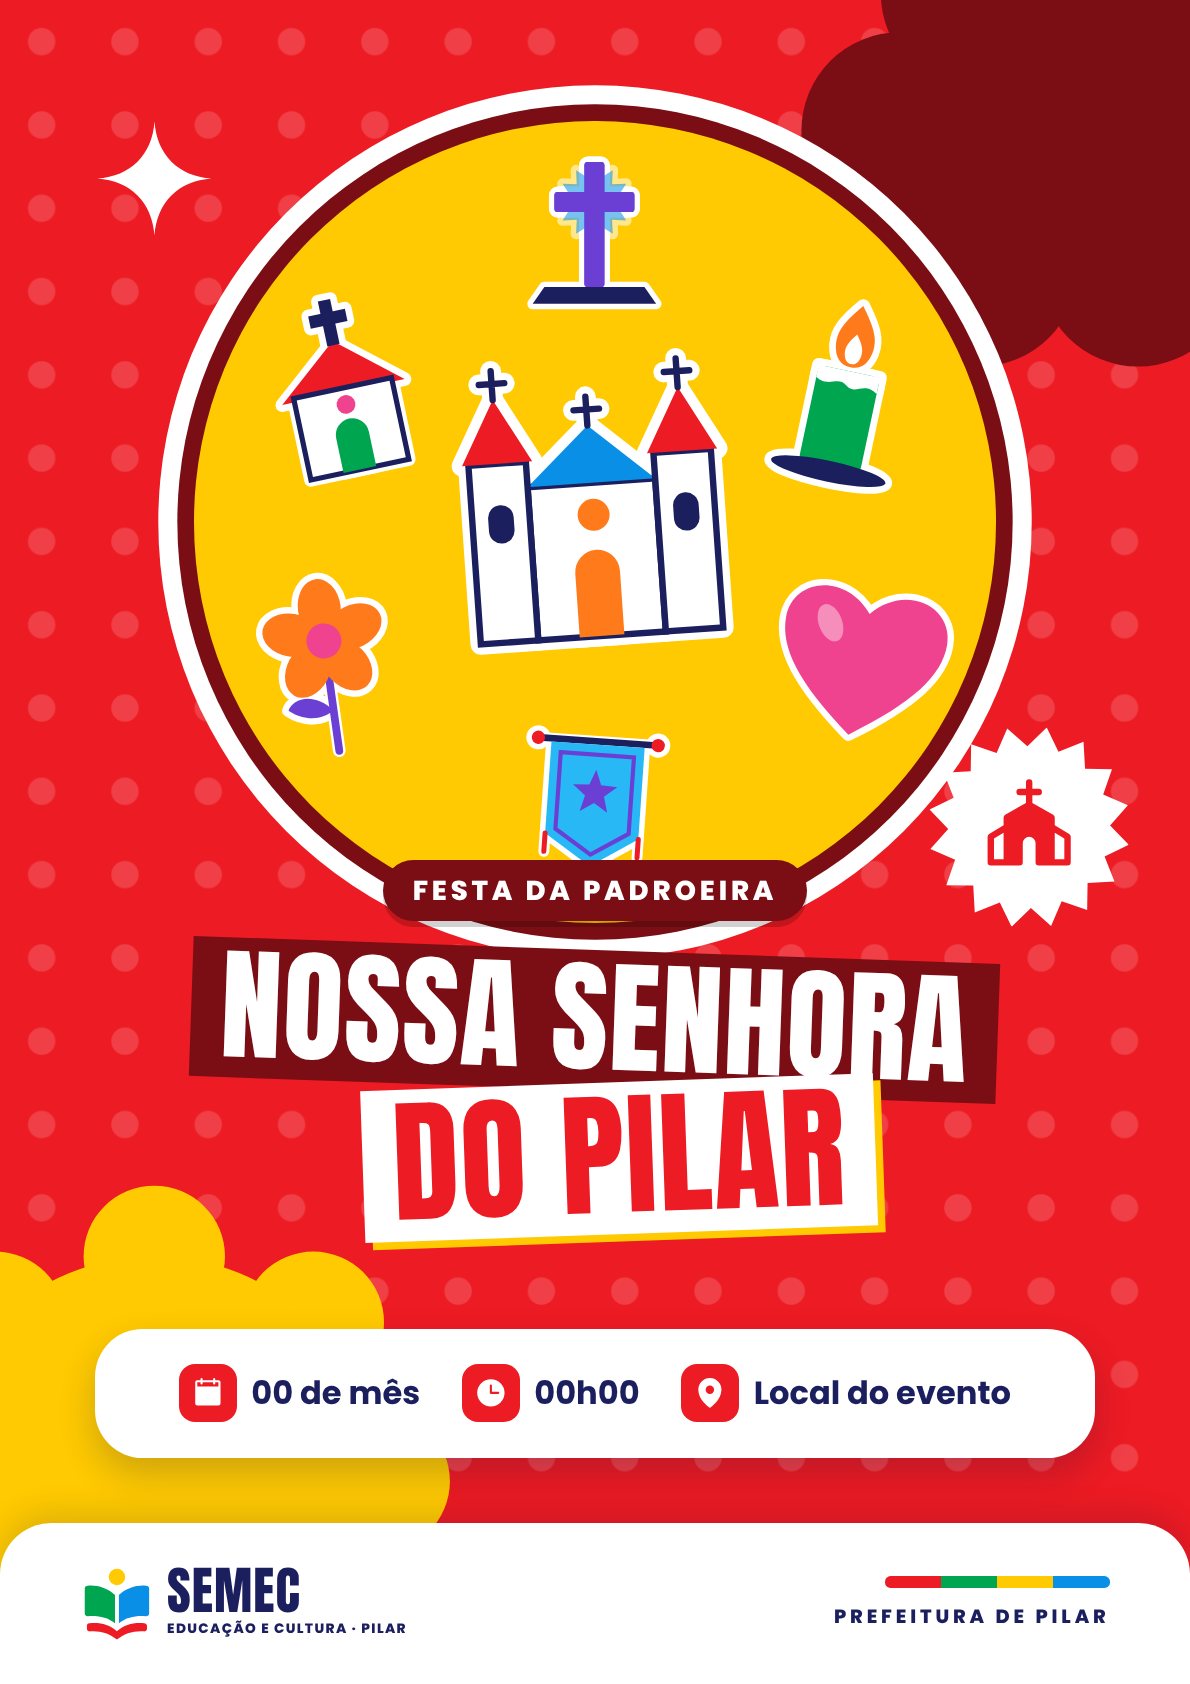 FESTA DA PADROEIRA
NOSSA SENHORA
DO PILAR
00 de mês
00h00
Local do evento
SEMEC
EDUCAÇÃO E CULTURA · PILAR
PREFEITURA DE PILAR